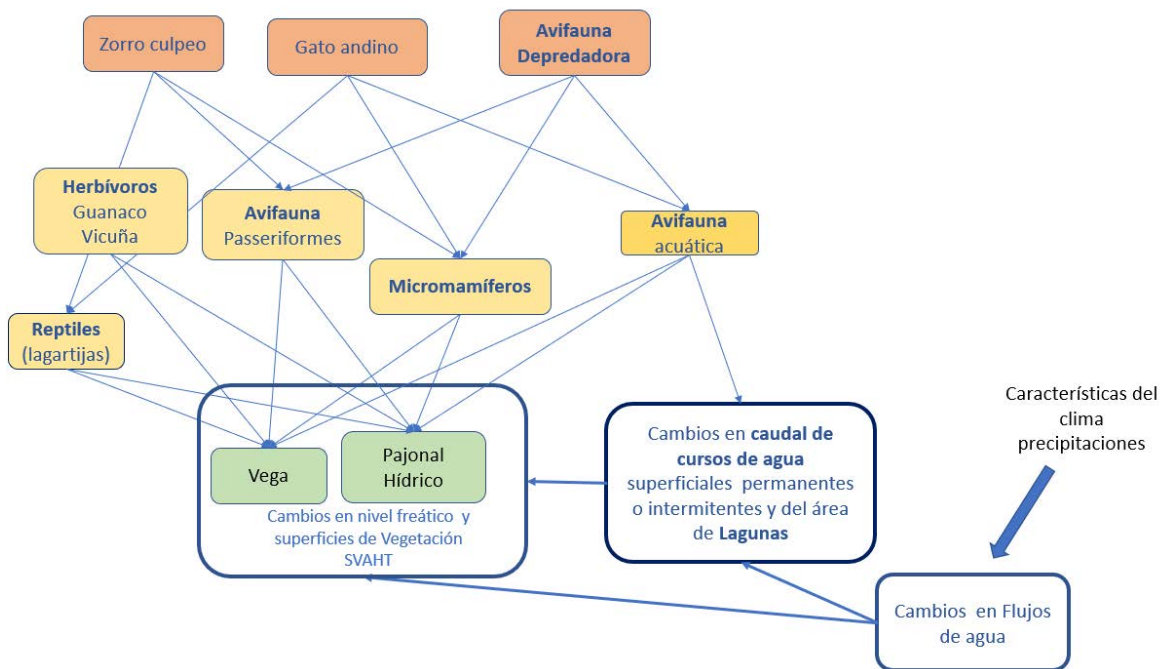 Zorro culpeo
Gato andino
Avifauna
Depredadora
Herbívoros
Guanaco
Vicuña
Avifauna
Passeriformes
Avifauna
acuática
Micromamíferos
Reptiles
(lagartijas)
Vega
Pajonal
Hídrico
Cambios en nivel freático y
superficies de Vegetación
SVAHT
Cambios en caudal de
cursos de agua
superficiales permanentes
o intermitentes y del área
de Lagunas
Características del
clima
precipitaciones
Cambios en Flujos
de agua